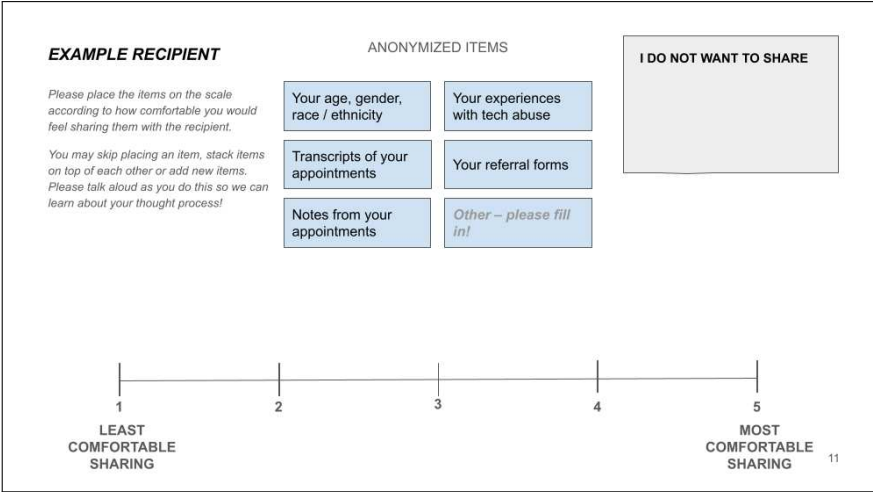 EXAMPLE RECIPIENT
Please place the items on the scale
according to how comfortable you would
feel sharing them with the recipient.
You may skip placing an item, stack items
on top of each other or add new items.
Please talk aloud as you do this so we can
learn about your thought process!
ANONYMIZED ITEMS
Your age, gender,
race / ethnicity
Your experiences
with tech abuse
Transcripts of your
appointments
Your referral forms
Notes from your
appointments
Other – please fill
in!
I DO NOT WANT TO SHARE
1
2
3
4
5
LEAST
COMFORTABLE
SHARING
MOST
COMFORTABLE
SHARING
11